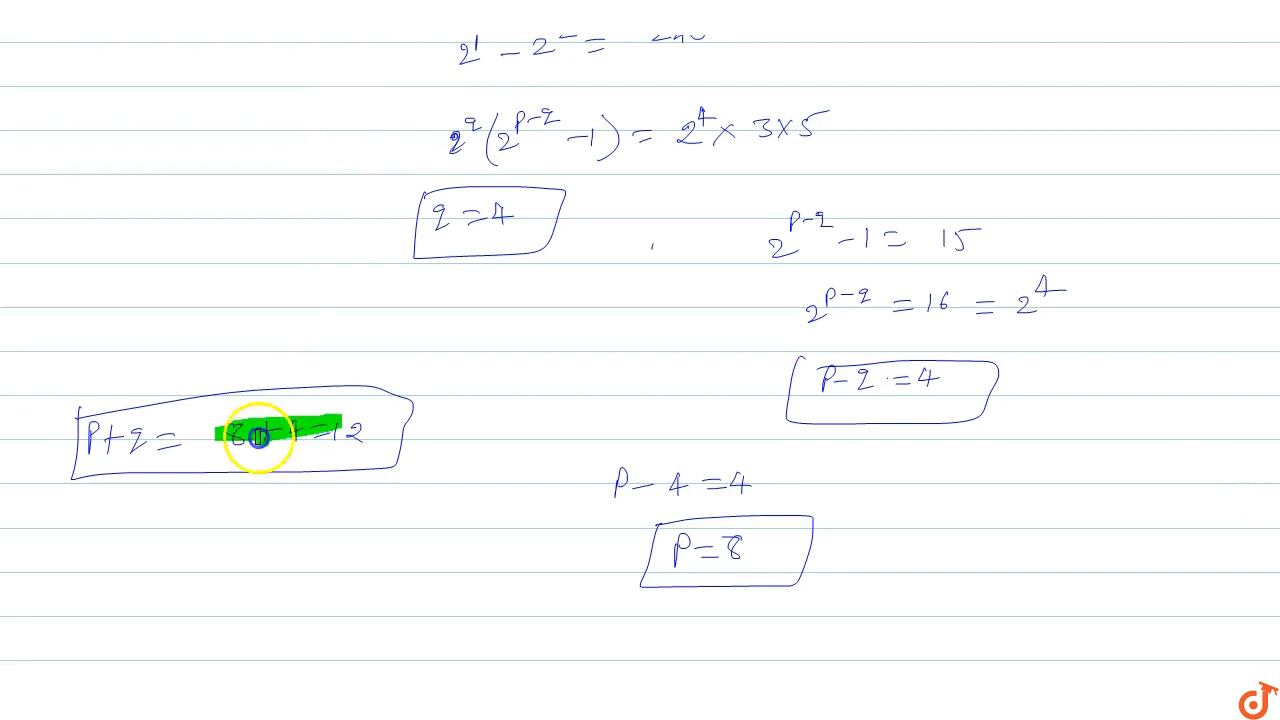 2^q (2^{p-q} - 1) = 2^4 × 3 × 5
q = 4
2^{p-q} - 1 = 15
2^{p-q} = 16 = 2^4
p - q = 4
p + q = 8 + 4 = 12
p - 4 = 4
p = 8